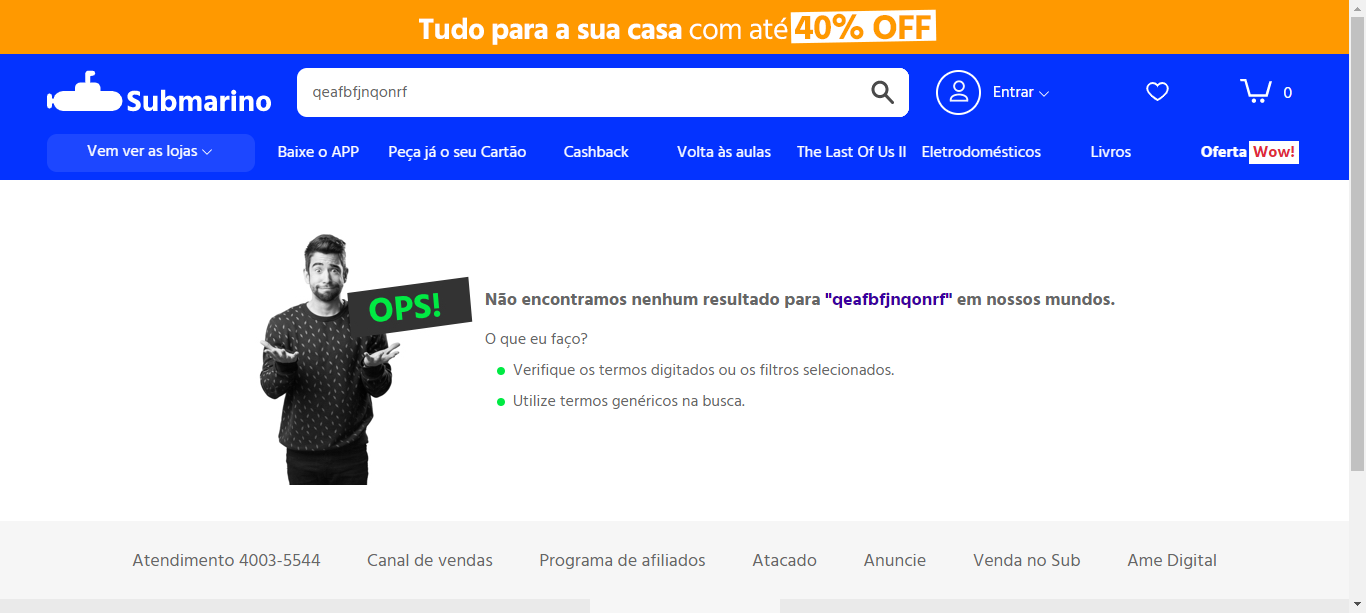 Tudo para a sua casa com até 40% OFF
Submarino
qeafbfjnqonrf
Entrar
0
Vem ver as lojas
Baixe o APP
Peça já o seu Cartão
Cashback
Volta às aulas
The Last Of Us II
Eletrodomésticos
Livros
Oferta Wow!
OPS!
Não encontramos nenhum resultado para "qeafbfjnqonrf" em nossos mundos.
O que eu faço?
Verifique os termos digitados ou os filtros selecionados.
Utilize termos genéricos na busca.
Atendimento 4003-5544
Canal de vendas
Programa de afiliados
Atacado
Anuncie
Venda no Sub
Ame Digital